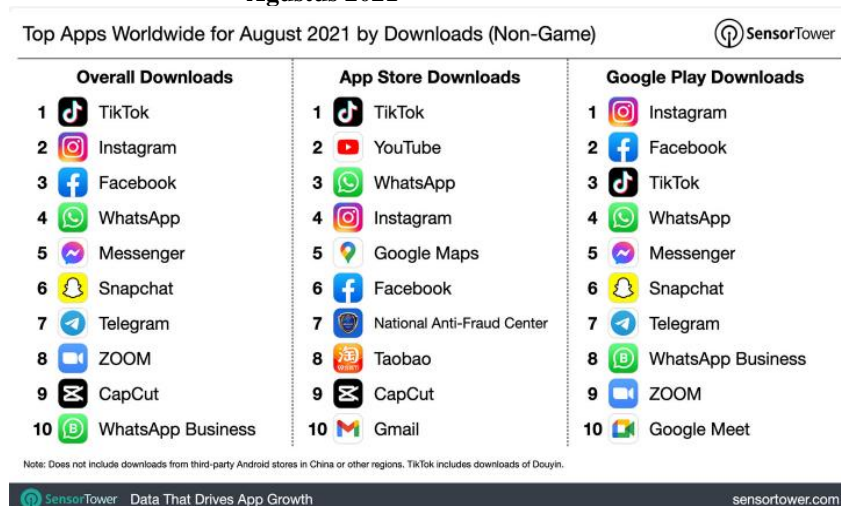 Agustus 2021
Top Apps Worldwide for August 2021 by Downloads (Non-Game)
SensorTower
Overall Downloads
1 TikTok
2 Instagram
3 Facebook
4 WhatsApp
5 Messenger
6 Snapchat
7 Telegram
8 ZOOM
9 CapCut
10 WhatsApp Business
App Store Downloads
1 TikTok
2 YouTube
3 WhatsApp
4 Instagram
5 Google Maps
6 Facebook
7 National Anti-Fraud Center
8 Taobao
9 CapCut
10 Gmail
Google Play Downloads
1 Instagram
2 Facebook
3 TikTok
4 WhatsApp
5 Messenger
6 Snapchat
7 Telegram
8 WhatsApp Business
9 ZOOM
10 Google Meet
Note: Does not include downloads from third-party Android stores in China or other regions. TikTok includes downloads of Douyin.
SensorTower Data That Drives App Growth
sensortower.com